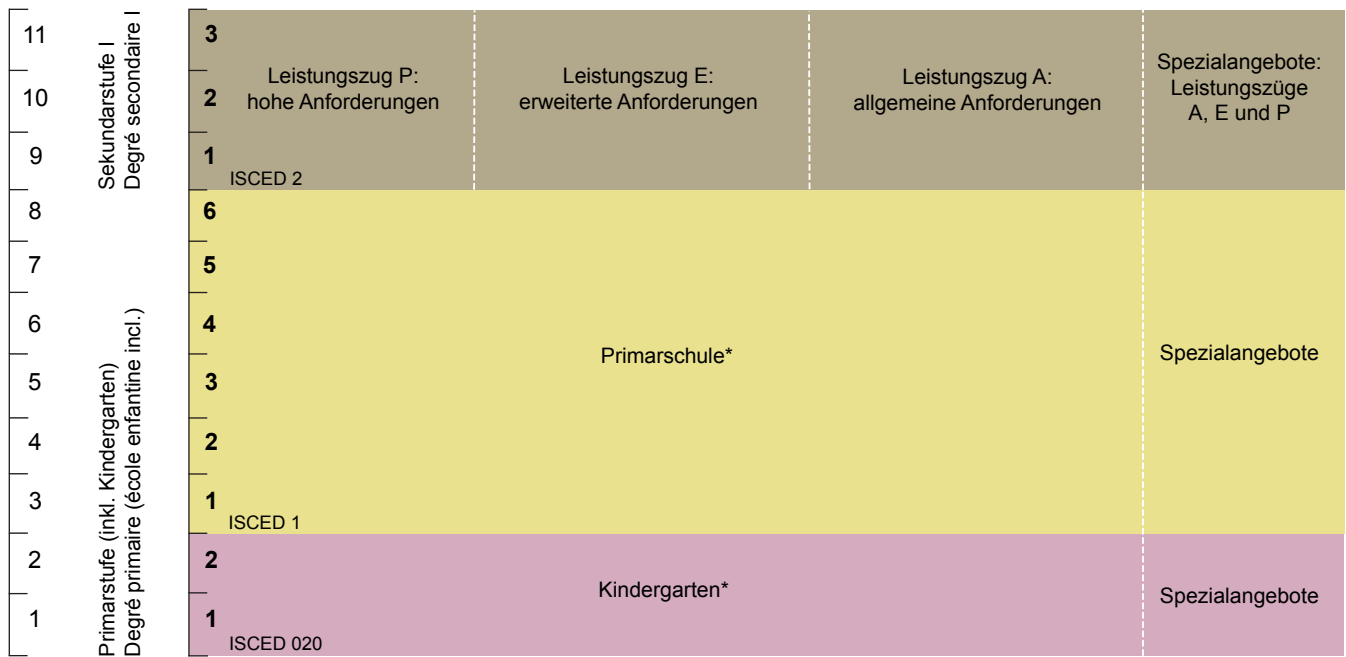 11
10
9
8
7
6
5
4
3
2
1
Sekundarstufe I
Degré secondaire I
Primarstufe (inkl. Kindergarten)
Degré primaire (école enfantine incl.)
3
2
1
ISCED 2
Leistungszug P:
hohe Anforderungen
Leistungszug E:
erweiterte Anforderungen
Leistungszug A:
allgemeine Anforderungen
Spezialangebote:
Leistungszüge
A, E und P
6
5
4
3
2
1
ISCED 1
Primarschule*
Spezialangebote
2
1
ISCED 020
Kindergarten*
Spezialangebote